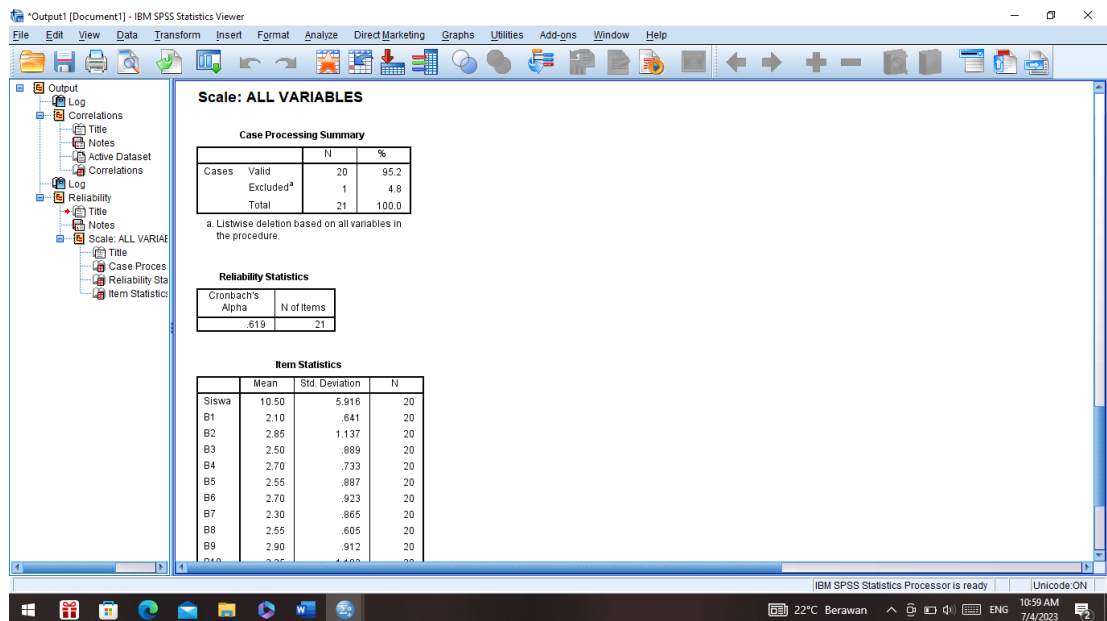 *Output1 [Document1] - IBM SPSS Statistics Viewer
File Edit View Data Transform Insert Format Analyze Direct Marketing Graphs Utilities Add-ons Window Help
Output
Log
Correlations
Title
Notes
Active Dataset
Correlations
Log
Reliability
Title
Notes
Scale: ALL VARIAE
Title
Case Proces
Reliability Sta
Item Statistics
Scale: ALL VARIABLES
Case Processing Summary
N %
Cases Valid 20 95.2
Excludedᵃ 1 4.8
Total 21 100.0
a. Listwise deletion based on all variables in
the procedure.
Reliability Statistics
Cronbach's
Alpha N of Items
.619 21
Item Statistics
Mean Std. Deviation N
Siswa 10.50 5.916 20
B1 2.10 .641 20
B2 2.85 1.137 20
B3 2.50 .889 20
B4 2.70 .733 20
B5 2.55 .887 20
B6 2.70 .923 20
B7 2.30 .865 20
B8 2.55 .605 20
B9 2.90 .912 20
IBM SPSS Statistics Processor is ready Unicode:ON
22°C Berawan ENG
10:59 AM
7/4/2023